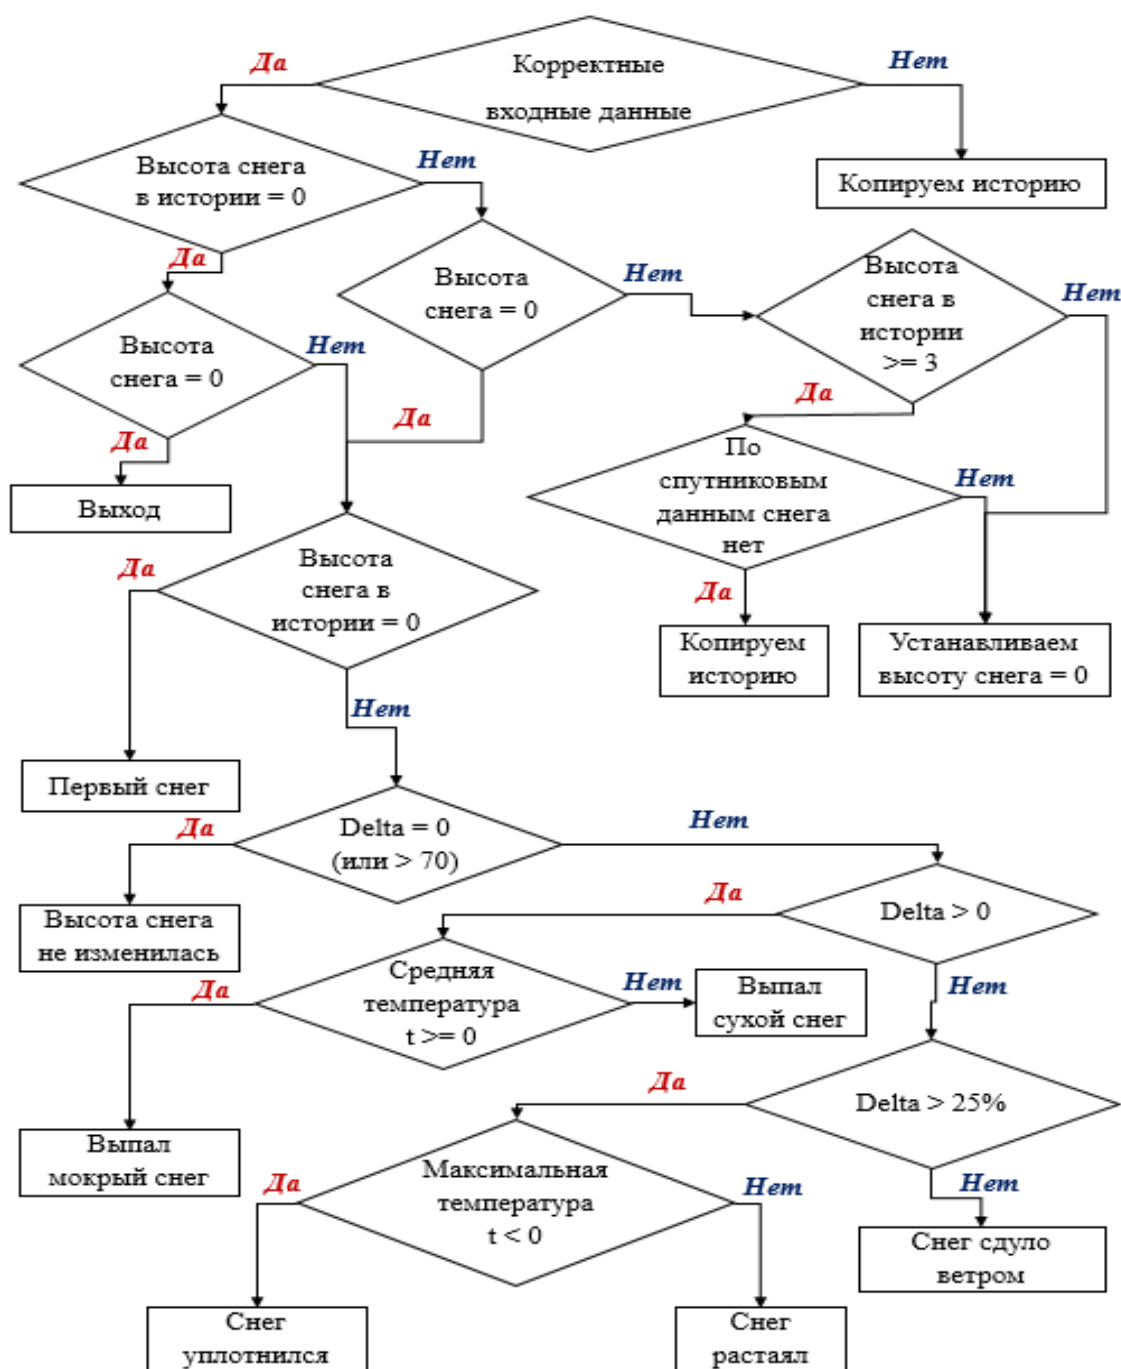 Да
Корректные
входные данные
Нет
Высота снега
в истории = 0
Нет
Копируем историю
Да
Высота
снега = 0
Нет
Высота
снега в
истории
>= 3
Нет
Высота
снега = 0
Нет
Да
Да
Да
Выход
По
спутниковым
данным снега
нет
Нет
Да
Высота
снега в
истории = 0
Да
Копируем
историю
Устанавливаем
высоту снега = 0
Нет
Первый снег
Да
Delta = 0
(или > 70)
Нет
Высота снега
не изменилась
Да
Delta > 0
Да
Средняя
температура
t >= 0
Нет
Выпал
сухой снег
Нет
Да
Delta > 25%
Выпал
мокрый снег
Да
Максимальная
температура
t < 0
Нет
Нет
Снег сдуло
ветром
Снег
уплотнился
Снег
растаял